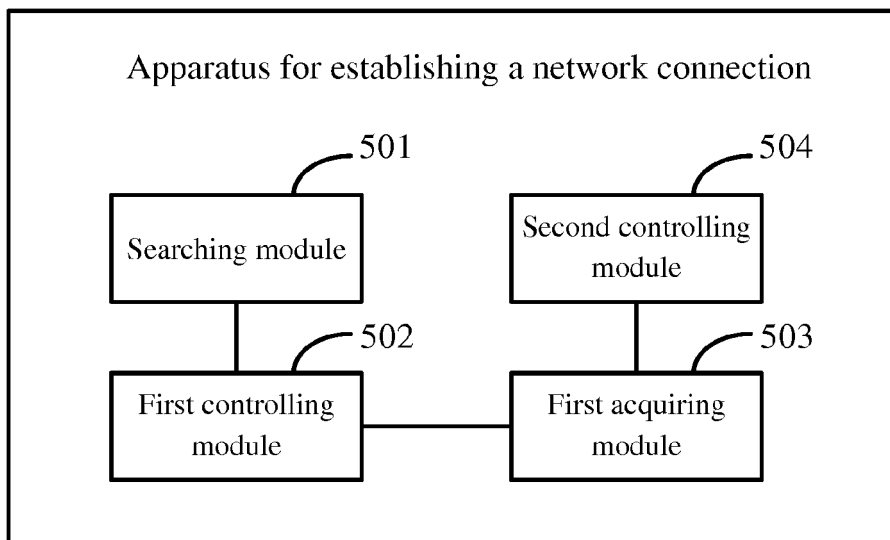 Apparatus for establishing a network connection
501
Searching module
504
Second controlling
module
502
First controlling
module
503
First acquiring
module